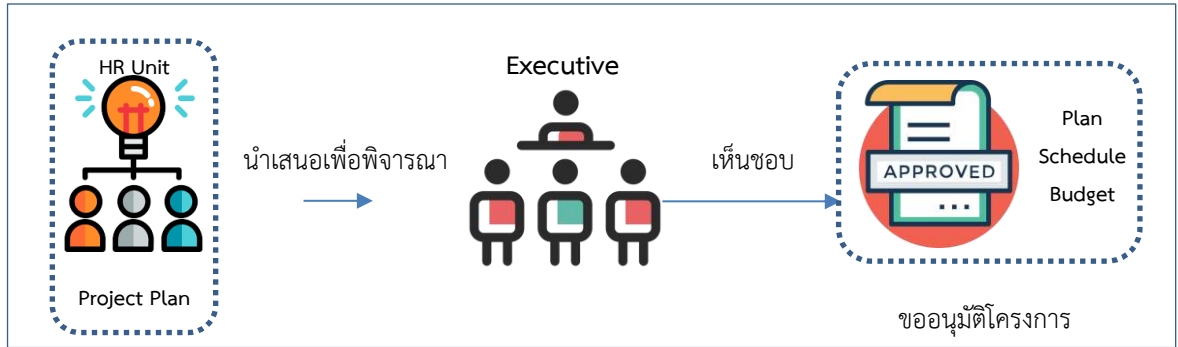 HR Unit
Project Plan
นำเสนอเพื่อพิจารณา
Executive
เห็นชอบ
APPROVED
Plan
Schedule
Budget
ขออนุมัติโครงการ